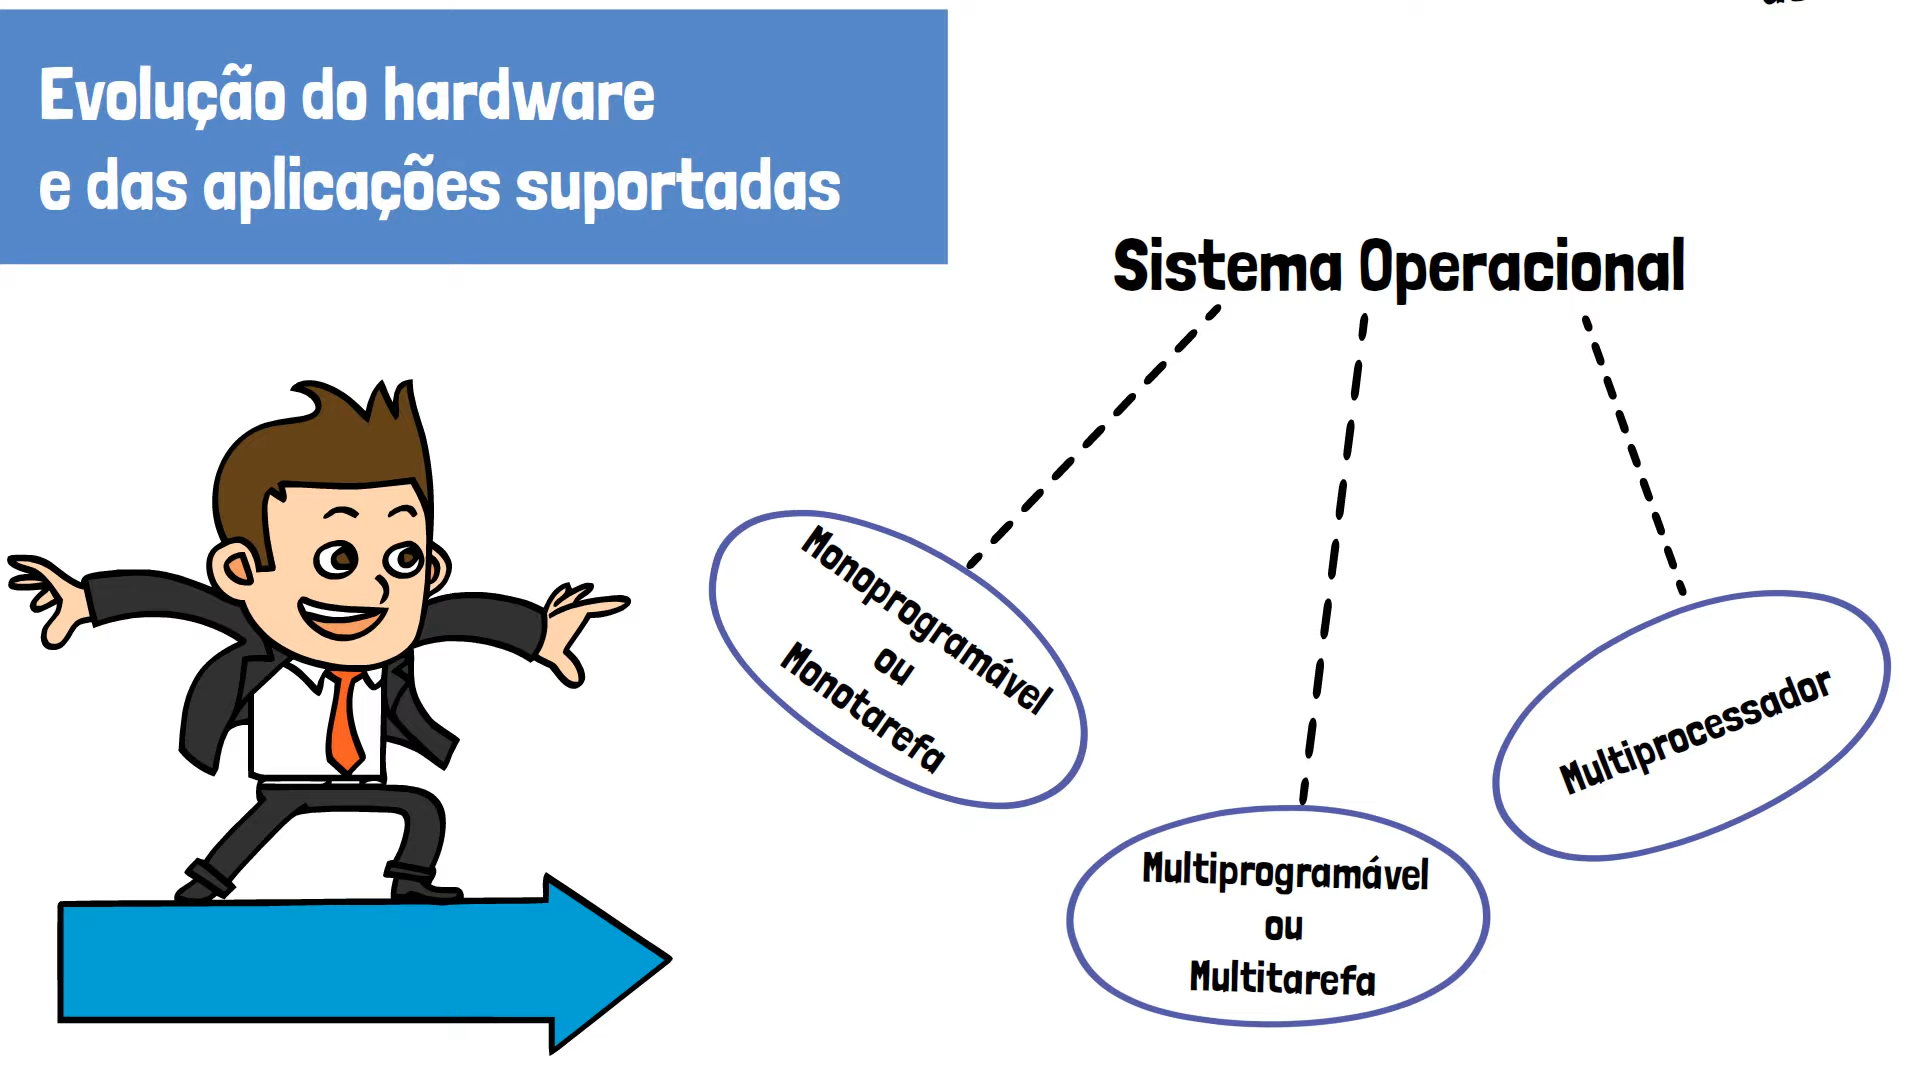 Evolução do hardware
e das aplicações suportadas
Sistema Operacional
Monoprogramável
ou
Monotarefa
Multiprogramável
ou
Multitarefa
Multiprocessador